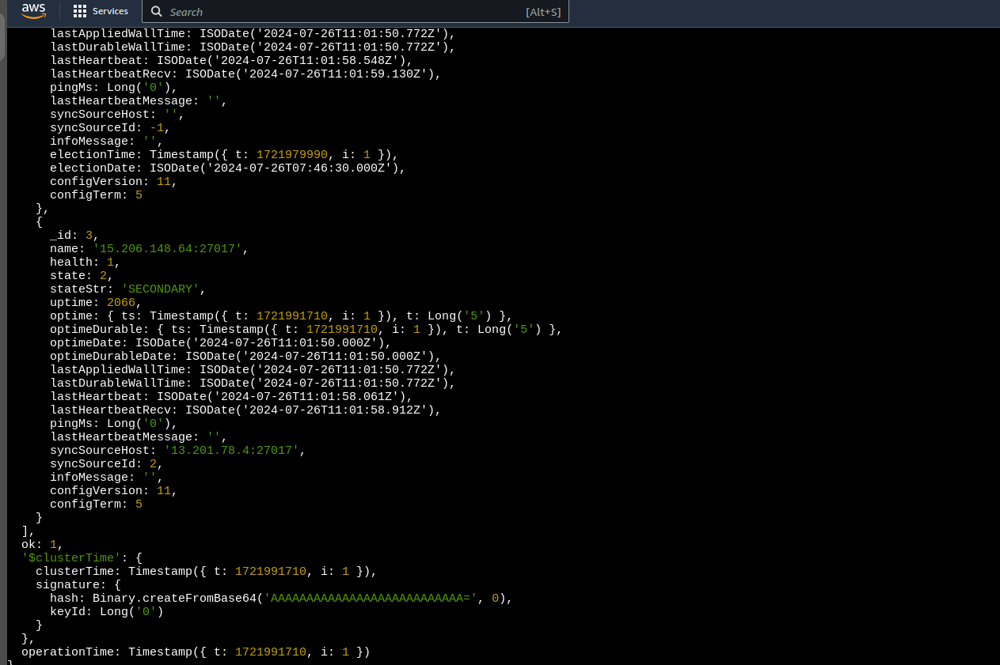 aws Services Search [Alt+S]
lastAppliedWallTime: ISODate('2024-07-26T11:01:50.772Z'),
lastDurableWallTime: ISODate('2024-07-26T11:01:50.772Z'),
lastHeartbeat: ISODate('2024-07-26T11:01:58.548Z'),
lastHeartbeatRecv: ISODate('2024-07-26T11:01:59.130Z'),
pingMs: Long('0'),
lastHeartbeatMessage: '',
syncSourceHost: '',
syncSourceId: -1,
infoMessage: '',
electionTime: Timestamp({ t: 1721979990, i: 1 }),
electionDate: ISODate('2024-07-26T07:46:30.000Z'),
configVersion: 11,
configTerm: 5
},
{
_id: 3,
name: '15.206.148.64:27017',
health: 1,
state: 2,
stateStr: 'SECONDARY',
uptime: 2066,
optime: { ts: Timestamp({ t: 1721991710, i: 1 }), t: Long('5') },
optimeDurable: { ts: Timestamp({ t: 1721991710, i: 1 }), t: Long('5') },
optimeDate: ISODate('2024-07-26T11:01:50.000Z'),
optimeDurableDate: ISODate('2024-07-26T11:01:50.000Z'),
lastAppliedWallTime: ISODate('2024-07-26T11:01:50.772Z'),
lastDurableWallTime: ISODate('2024-07-26T11:01:50.772Z'),
lastHeartbeat: ISODate('2024-07-26T11:01:58.061Z'),
lastHeartbeatRecv: ISODate('2024-07-26T11:01:58.912Z'),
pingMs: Long('0'),
lastHeartbeatMessage: '',
syncSourceHost: '13.201.78.4:27017',
syncSourceId: 2,
infoMessage: '',
configVersion: 11,
configTerm: 5
}
],
ok: 1,
'$clusterTime': {
clusterTime: Timestamp({ t: 1721991710, i: 1 }),
signature: {
hash: Binary.createFromBase64('AAAAAAAAAAAAAAAAAAAAAAAAAAA=', 0),
keyId: Long('0')
}
},
operationTime: Timestamp({ t: 1721991710, i: 1 })
}